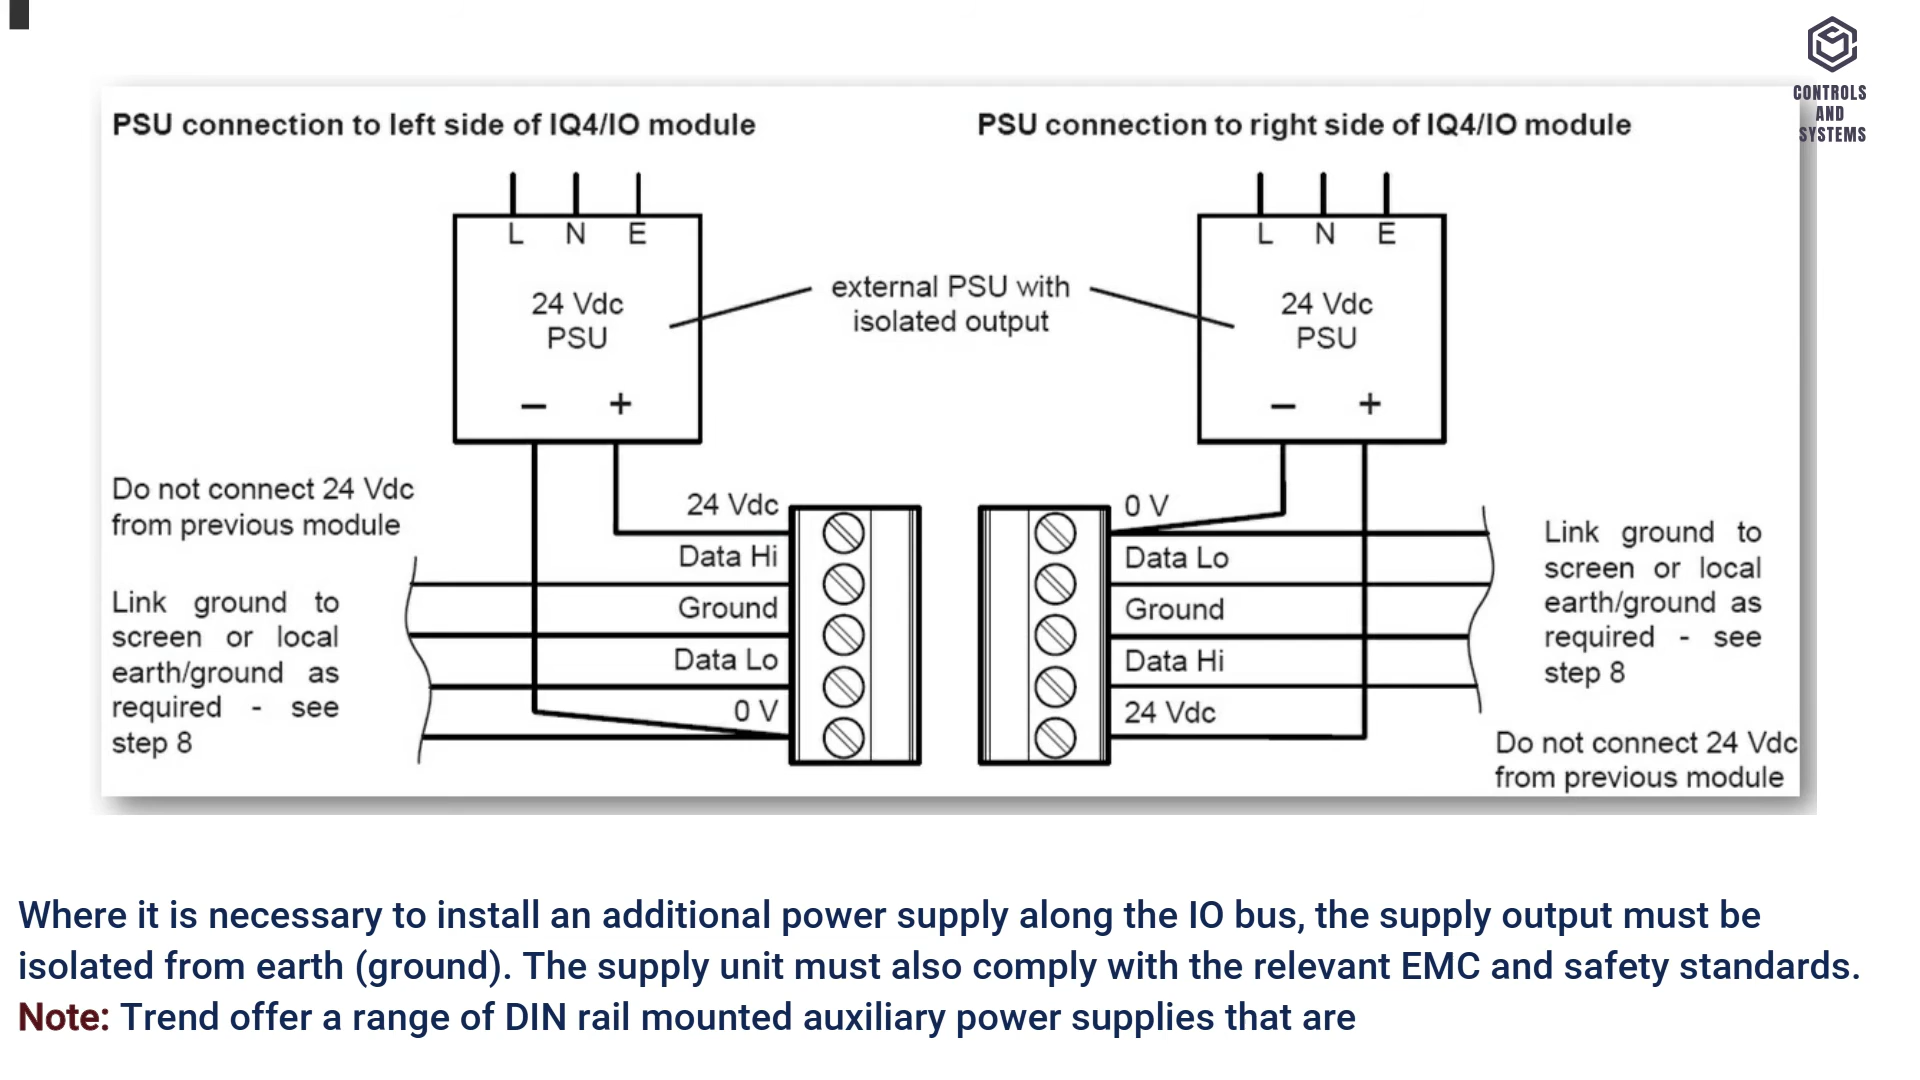 CONTROLS
AND
SYSTEMS
PSU connection to left side of IQ4/IO module
PSU connection to right side of IQ4/IO module
L N E
24 Vdc
PSU
− +
external PSU with
isolated output
L N E
24 Vdc
PSU
− +
Do not connect 24 Vdc
from previous module
Link ground to
screen or local
earth/ground as
required - see
step 8
24 Vdc
Data Hi
Ground
Data Lo
0 V
0 V
Data Lo
Ground
Data Hi
24 Vdc
Link ground to
screen or local
earth/ground as
required - see
step 8
Do not connect 24 Vdc
from previous module
Where it is necessary to install an additional power supply along the IO bus, the supply output must be
isolated from earth (ground). The supply unit must also comply with the relevant EMC and safety standards.
Note: Trend offer a range of DIN rail mounted auxiliary power supplies that are